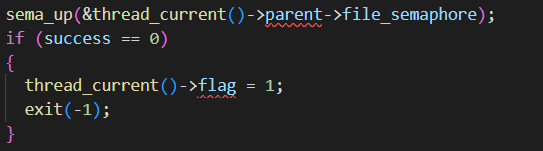 sema_up(&thread_current()->parent->file_semaphore);
if (success == 0)
{
  thread_current()->flag = 1;
  exit(-1);
}